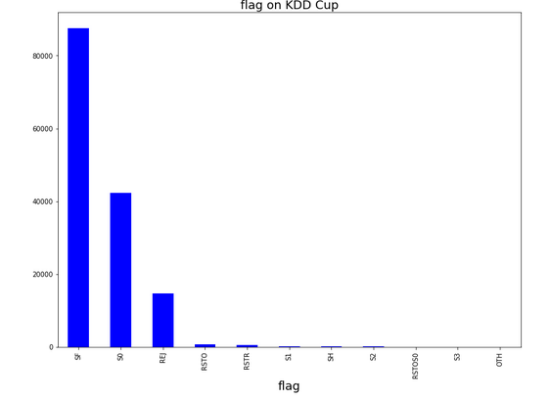 flag on KDD Cup
80000
60000
40000
20000
0
SF
S0
REJ
RSTO
RSTR
S1
SH
S2
RSTOS0
S3
OTH
flag